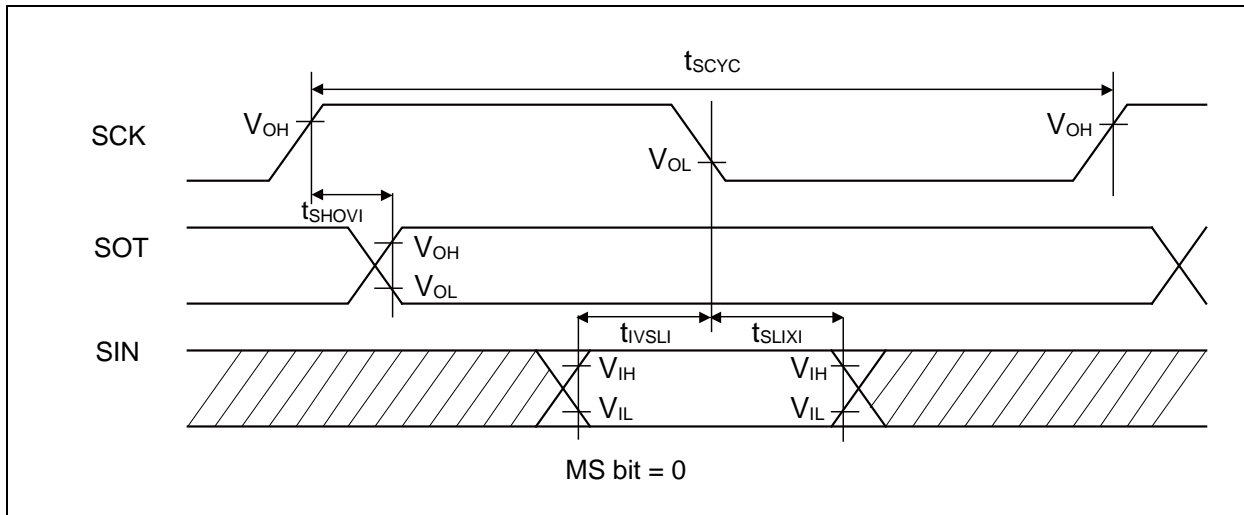 tSCYC
SCK
VOH
VOL
VOH
tSHOVI
SOT
VOH
VOL
SIN
tIVSLI
tSLIXI
VIH
VIL
VIH
VIL
MS bit = 0